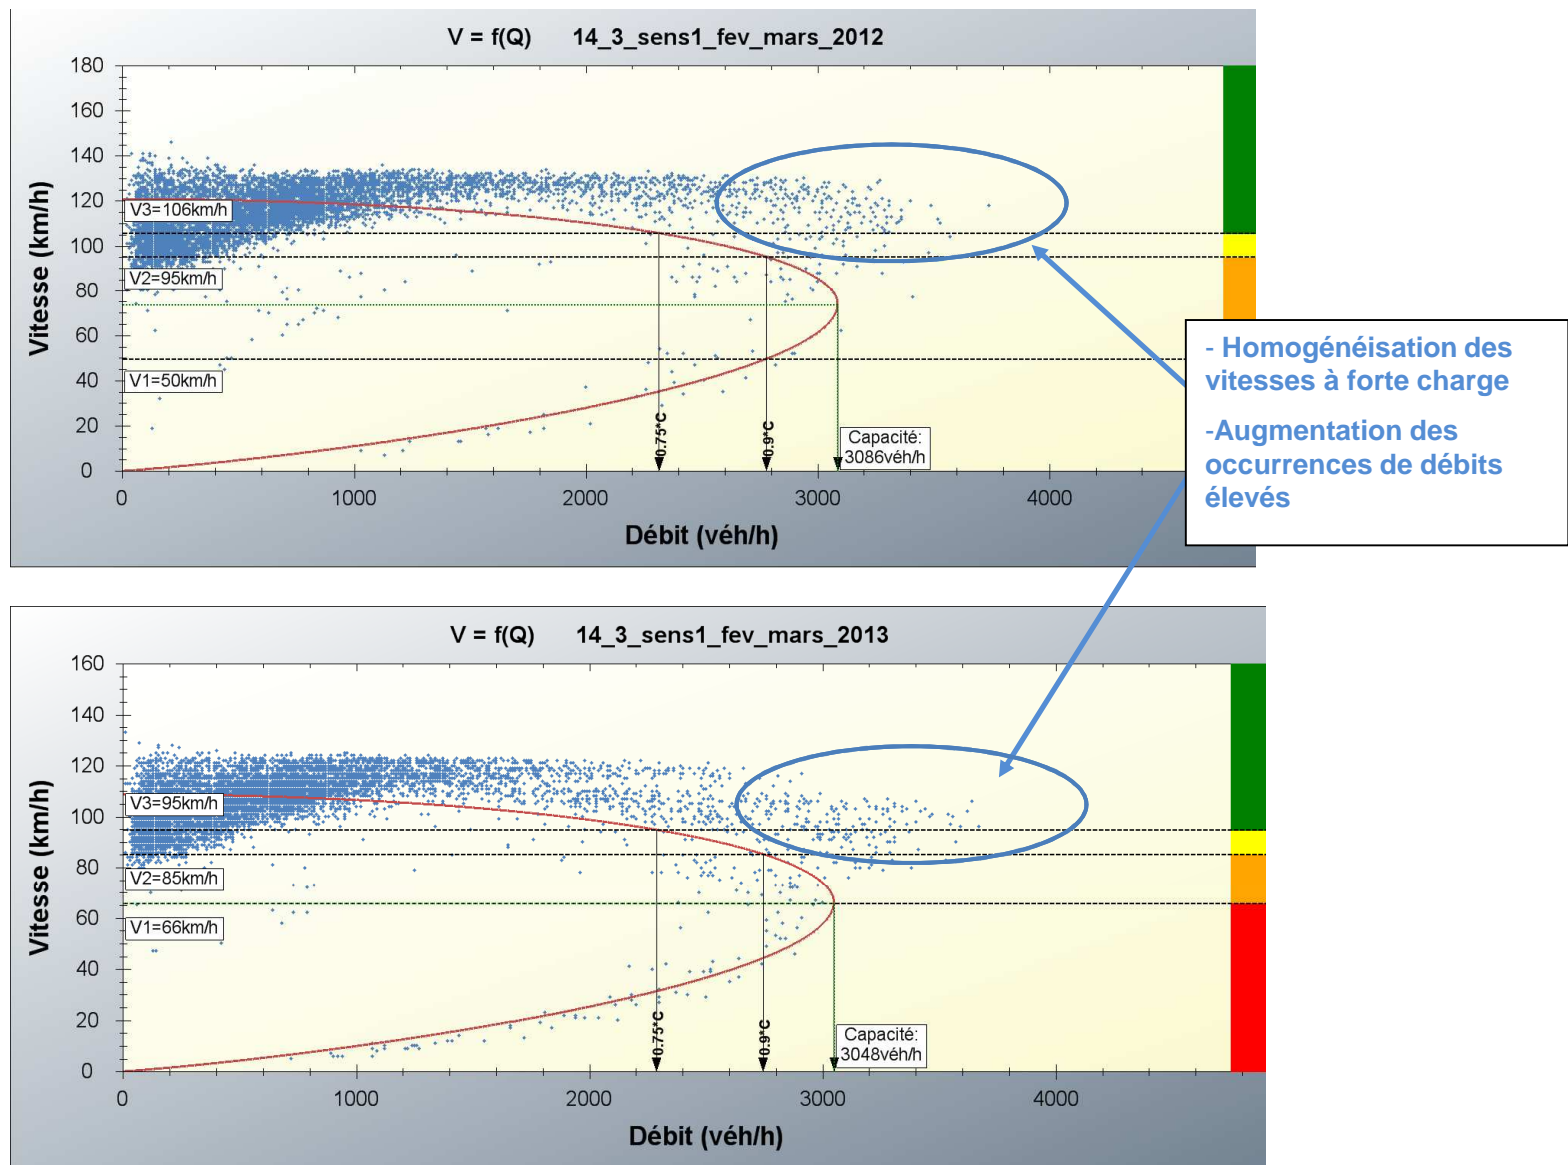 V = f(Q) 14_3_sens1_fev_mars_2012
180
160
140
120
100
80
60
40
20
0
Vitesse (km/h)
V3=106km/h
V2=95km/h
V1=50km/h
0.75*C
0.9*C
Capacité:
3086véh/h
0 1000 2000 3000 4000
Débit (véh/h)
- Homogénéisation des
vitesses à forte charge
-Augmentation des
occurrences de débits
élevés
V = f(Q) 14_3_sens1_fev_mars_2013
160
140
120
100
80
60
40
20
0
Vitesse (km/h)
V3=95km/h
V2=85km/h
V1=66km/h
0.75*C
0.9*C
Capacité:
3048véh/h
0 1000 2000 3000 4000
Débit (véh/h)